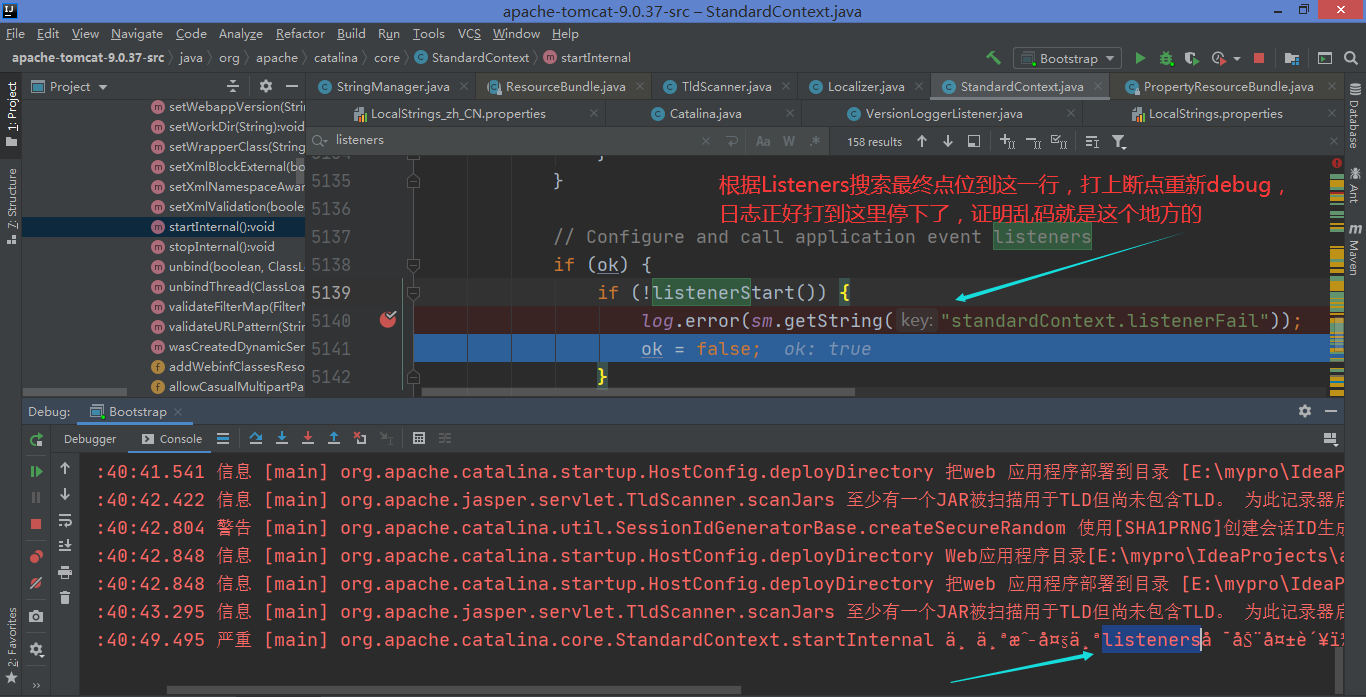 apache-tomcat-9.0.37-src – StandardContext.java
File Edit View Navigate Code Analyze Refactor Build Run Tools VCS Window Help
apache-tomcat-9.0.37-src java org apache catalina core StandardContext startInternal Bootstrap
1: Project
Z: Structure
2: Favorites
Project
setWebappVersion(Strin
setWorkDir(String):void
setWrapperClass(String
setXmlBlockExternal(bo
setXmlNamespaceAwar
setXmlValidation(boolea
startInternal():void
stopInternal():void
unbind(boolean, ClassL
unbindThread(ClassLoa
validateFilterMap(FilterM
validateURLPattern(Strin
wasCreatedDynamicSer
addWebinfClassesReso
allowCasualMultipartPa
StringManager.java ResourceBundle.java TldScanner.java Localizer.java StandardContext.java PropertyResourceBundle.java
LocalStrings_zh_CN.properties Catalina.java VersionLoggerListener.java LocalStrings.properties
listeners Aa W .* 158 results
5135 }
5136
5137 // Configure and call application event listeners
5138 if (ok) {
5139 if (!listenerStart()) {
5140 log.error(sm.getString( key: "standardContext.listenerFail"));
5141 ok = false; ok: true
5142 }
根据Listeners搜索最终点位到这一行，打上断点重新debug，
日志正好打到这里停下了，证明乱码就是这个地方的
Database
Ant
Maven
Debug: Bootstrap
Debugger Console
:40:41.541 信息 [main] org.apache.catalina.startup.HostConfig.deployDirectory 把web 应用程序部署到目录 [E:\mypro\IdeaP
:40:42.422 信息 [main] org.apache.jasper.servlet.TldScanner.scanJars 至少有一个JAR被扫描用于TLD但尚未包含TLD。 为此记录器启
:40:42.804 警告 [main] org.apache.catalina.util.SessionIdGeneratorBase.createSecureRandom 使用[SHA1PRNG]创建会话ID生成
:40:42.848 信息 [main] org.apache.catalina.startup.HostConfig.deployDirectory Web应用程序目录[E:\mypro\IdeaProjects\a
:40:42.848 信息 [main] org.apache.catalina.startup.HostConfig.deployDirectory 把web 应用程序部署到目录 [E:\mypro\IdeaP
:40:43.295 信息 [main] org.apache.jasper.servlet.TldScanner.scanJars 至少有一个JAR被扫描用于TLD但尚未包含TLD。 为此记录器启
:40:49.495 严重 [main] org.apache.catalina.core.StandardContext.startInternal ä¸ ä¸ªæˆ–å¤§ä¸ªlistenerså ¯åŠ¨å¤±è´¥ï¼